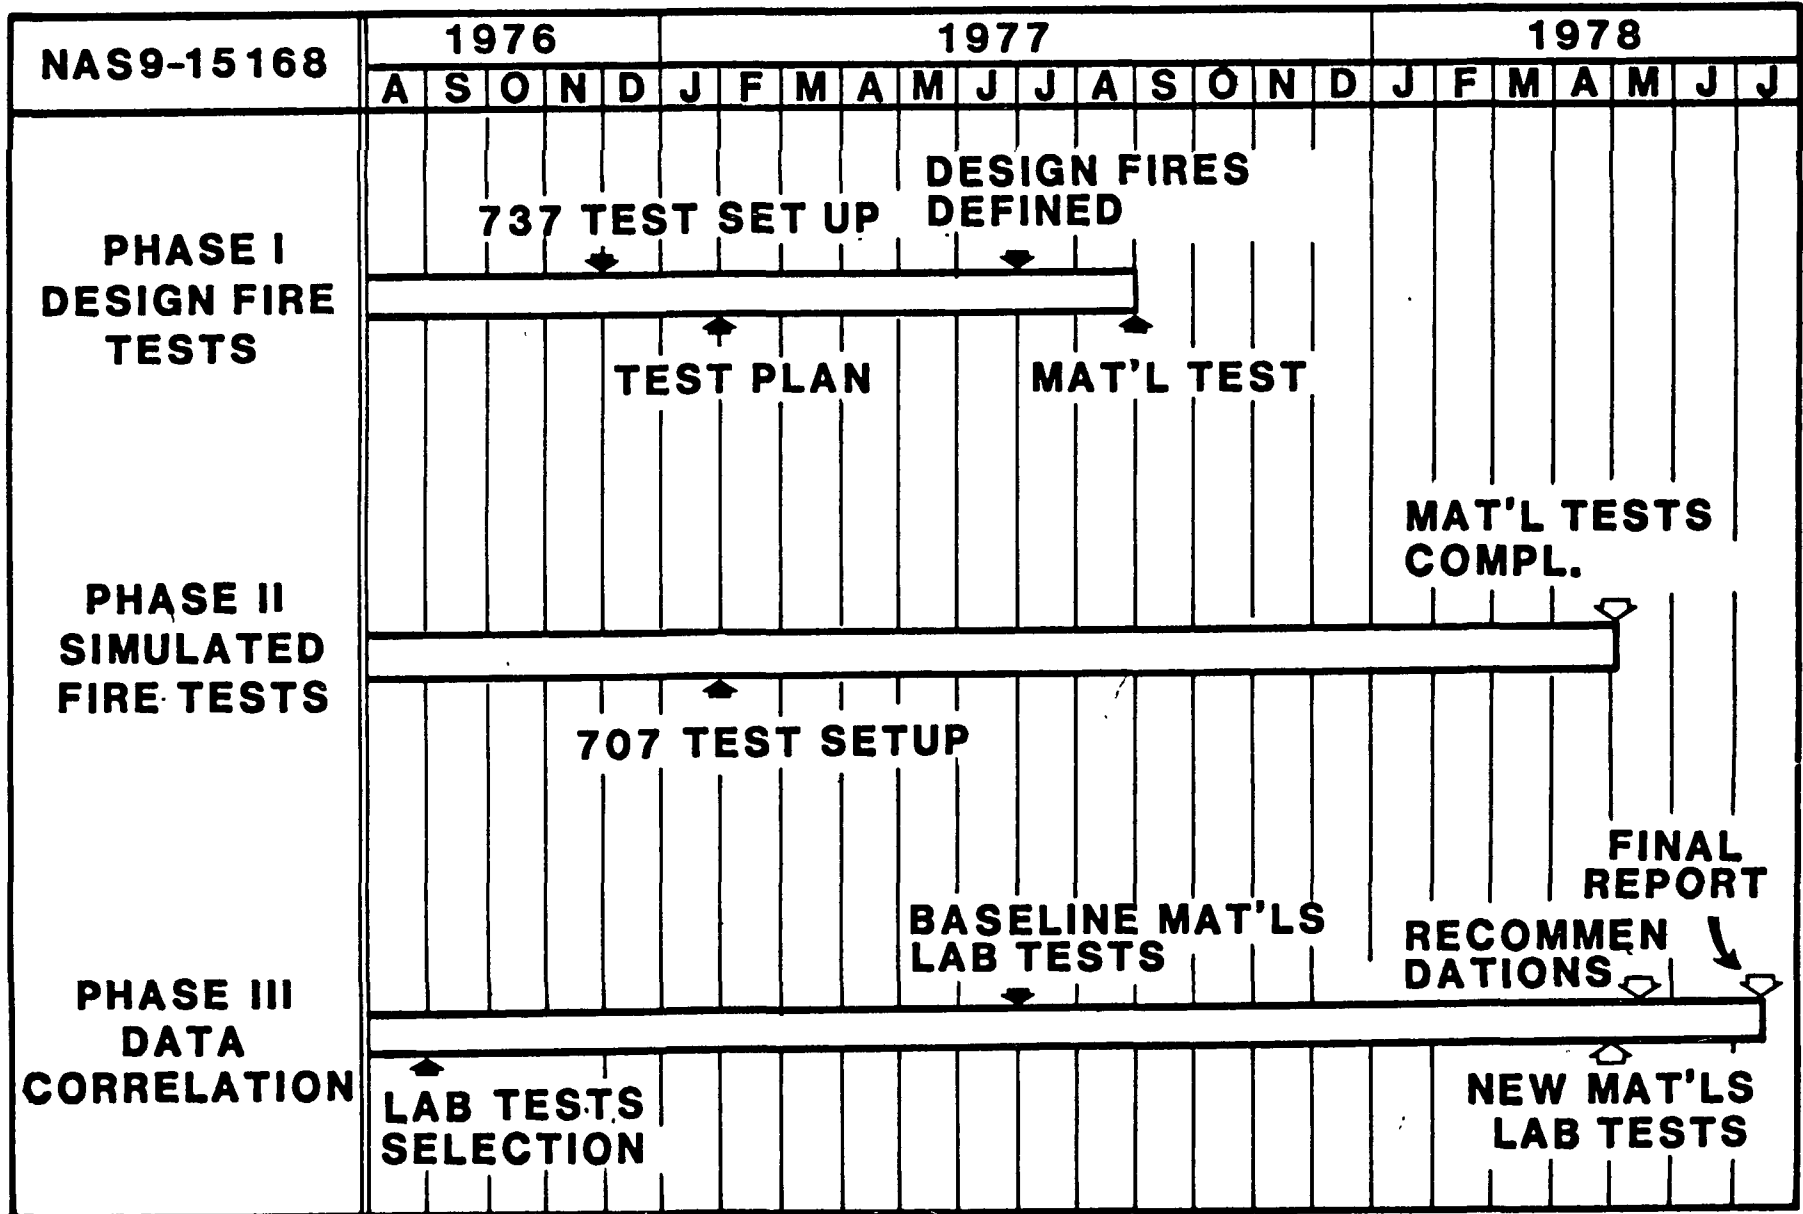 NAS9-15168
1976
1977
1978
A S O N D J F M A M J J A S O N D J F M A M J J
PHASE I
DESIGN FIRE
TESTS
737 TEST SET UP
DESIGN FIRES
DEFINED
TEST PLAN
MAT'L TEST
PHASE II
SIMULATED
FIRE TESTS
MAT'L TESTS
COMPL.
707 TEST SETUP
PHASE III
DATA
CORRELATION
LAB TESTS
SELECTION
BASELINE MAT'LS
LAB TESTS
RECOMMEN
DATIONS
FINAL
REPORT
NEW MAT'LS
LAB TESTS